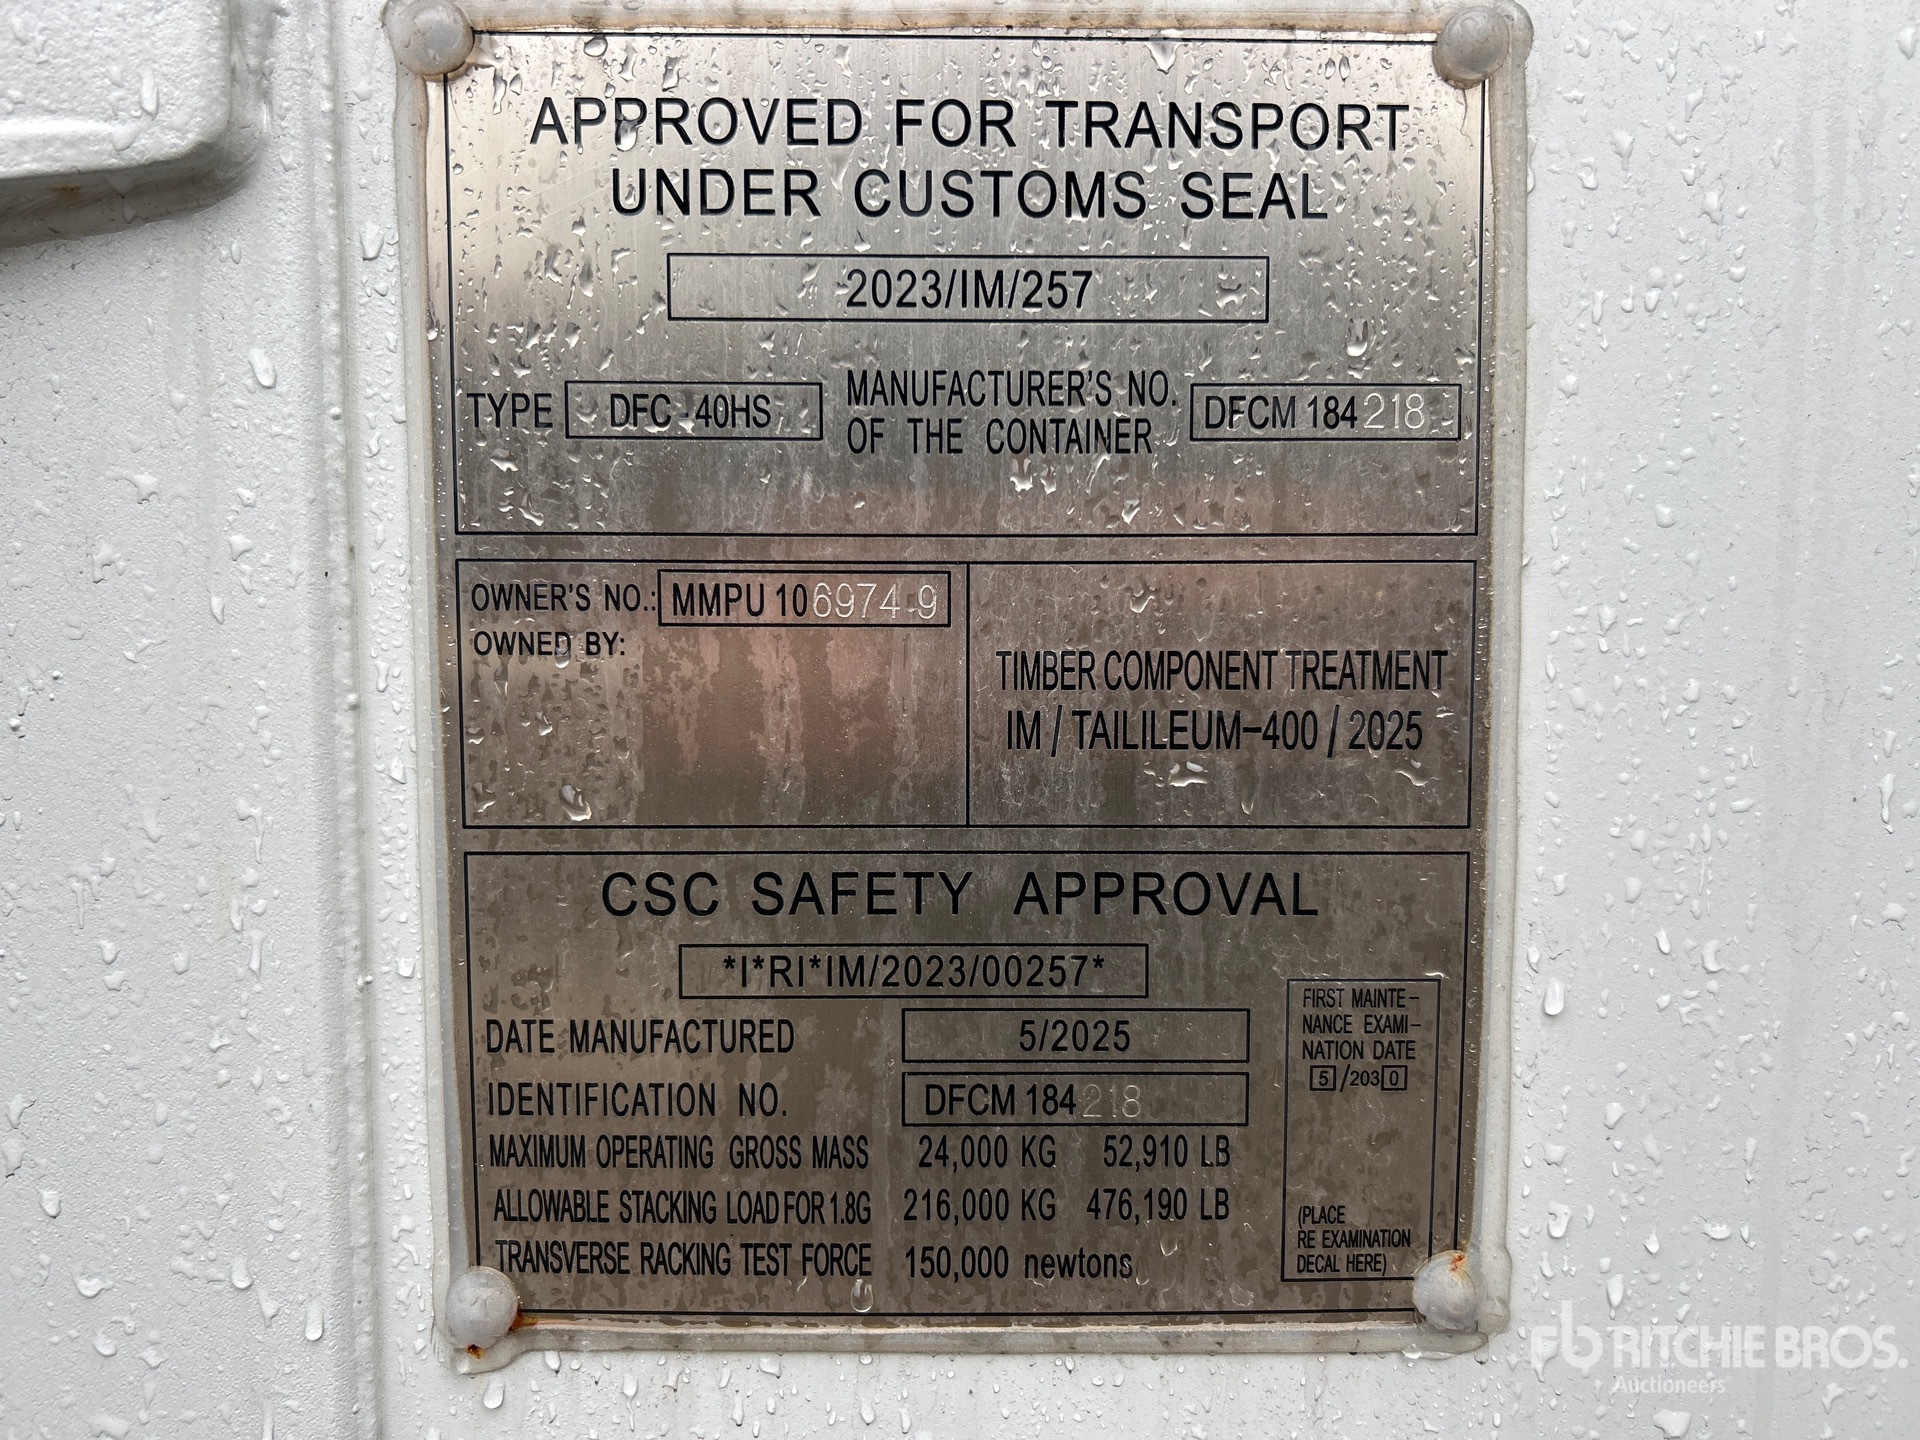 APPROVED FOR TRANSPORT
UNDER CUSTOMS SEAL
2023/IM/257
TYPE DFC-40HS MANUFACTURER'S NO. OF THE CONTAINER DFCM 184218
OWNER'S NO.: MMPU 106974-9
OWNED BY:
TIMBER COMPONENT TREATMENT
IM / TAILILEUM-400 / 2025
CSC SAFETY APPROVAL
*I*RI*IM/2023/00257*
DATE MANUFACTURED 5/2025
IDENTIFICATION NO. DFCM 184218
MAXIMUM OPERATING GROSS MASS 24,000 KG 52,910 LB
ALLOWABLE STACKING LOAD FOR 1.8G 216,000 KG 476,190 LB
TRANSVERSE RACKING TEST FORCE 150,000 newtons
FIRST MAINTE-
NANCE EXAMI-
NATION DATE
5/2030
(PLACE
RE EXAMINATION
DECAL HERE)
rb RITCHIE BROS.
Auctioneers